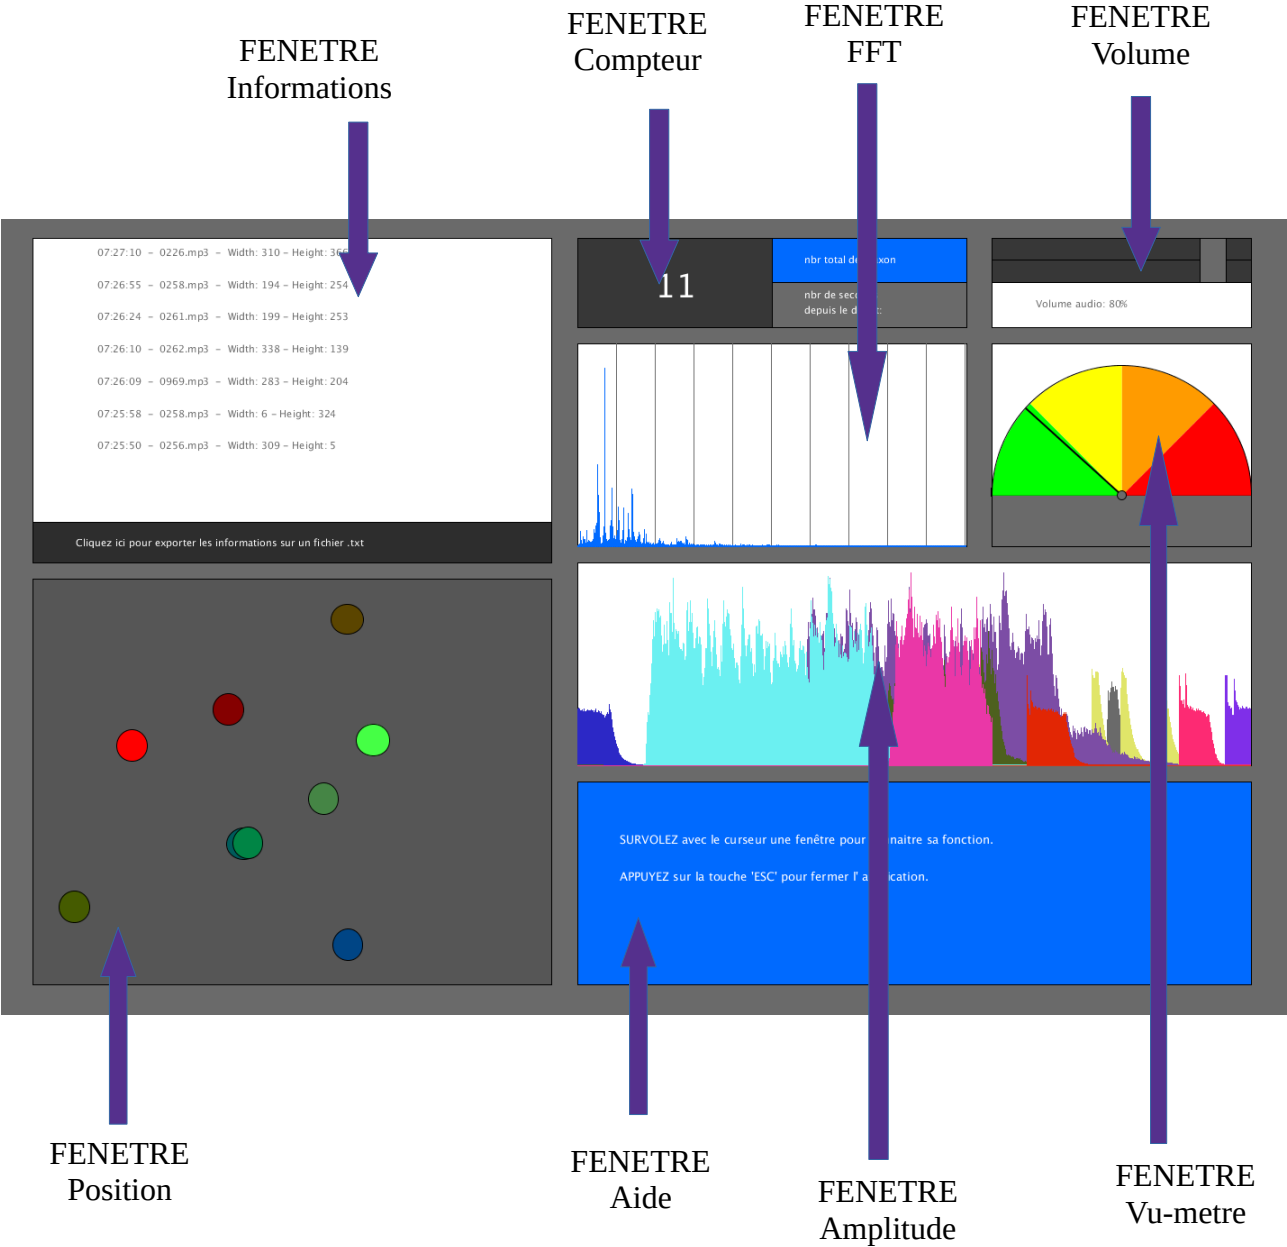 FENETRE
Informations
FENETRE
Compteur
FENETRE
FFT
FENETRE
Volume
07:27:10 – 0226.mp3 – Width: 310 – Height: 366
07:26:55 – 0258.mp3 – Width: 194 – Height: 254
07:26:24 – 0261.mp3 – Width: 199 – Height: 253
07:26:10 – 0262.mp3 – Width: 338 – Height: 139
07:26:09 – 0969.mp3 – Width: 283 – Height: 204
07:25:58 – 0258.mp3 – Width: 6 – Height: 324
07:25:50 – 0256.mp3 – Width: 309 – Height: 5
Cliquez ici pour exporter les informations sur un fichier .txt
11
nbr total
nbr de
depuis le
Volume audio: 80%
SURVOLEZ avec le curseur une fenêtre pour naitre sa fonction.
APPUYEZ sur la touche 'ESC' pour fermer l' a ication.
FENETRE
Position
FENETRE
Aide
FENETRE
Amplitude
FENETRE
Vu-metre